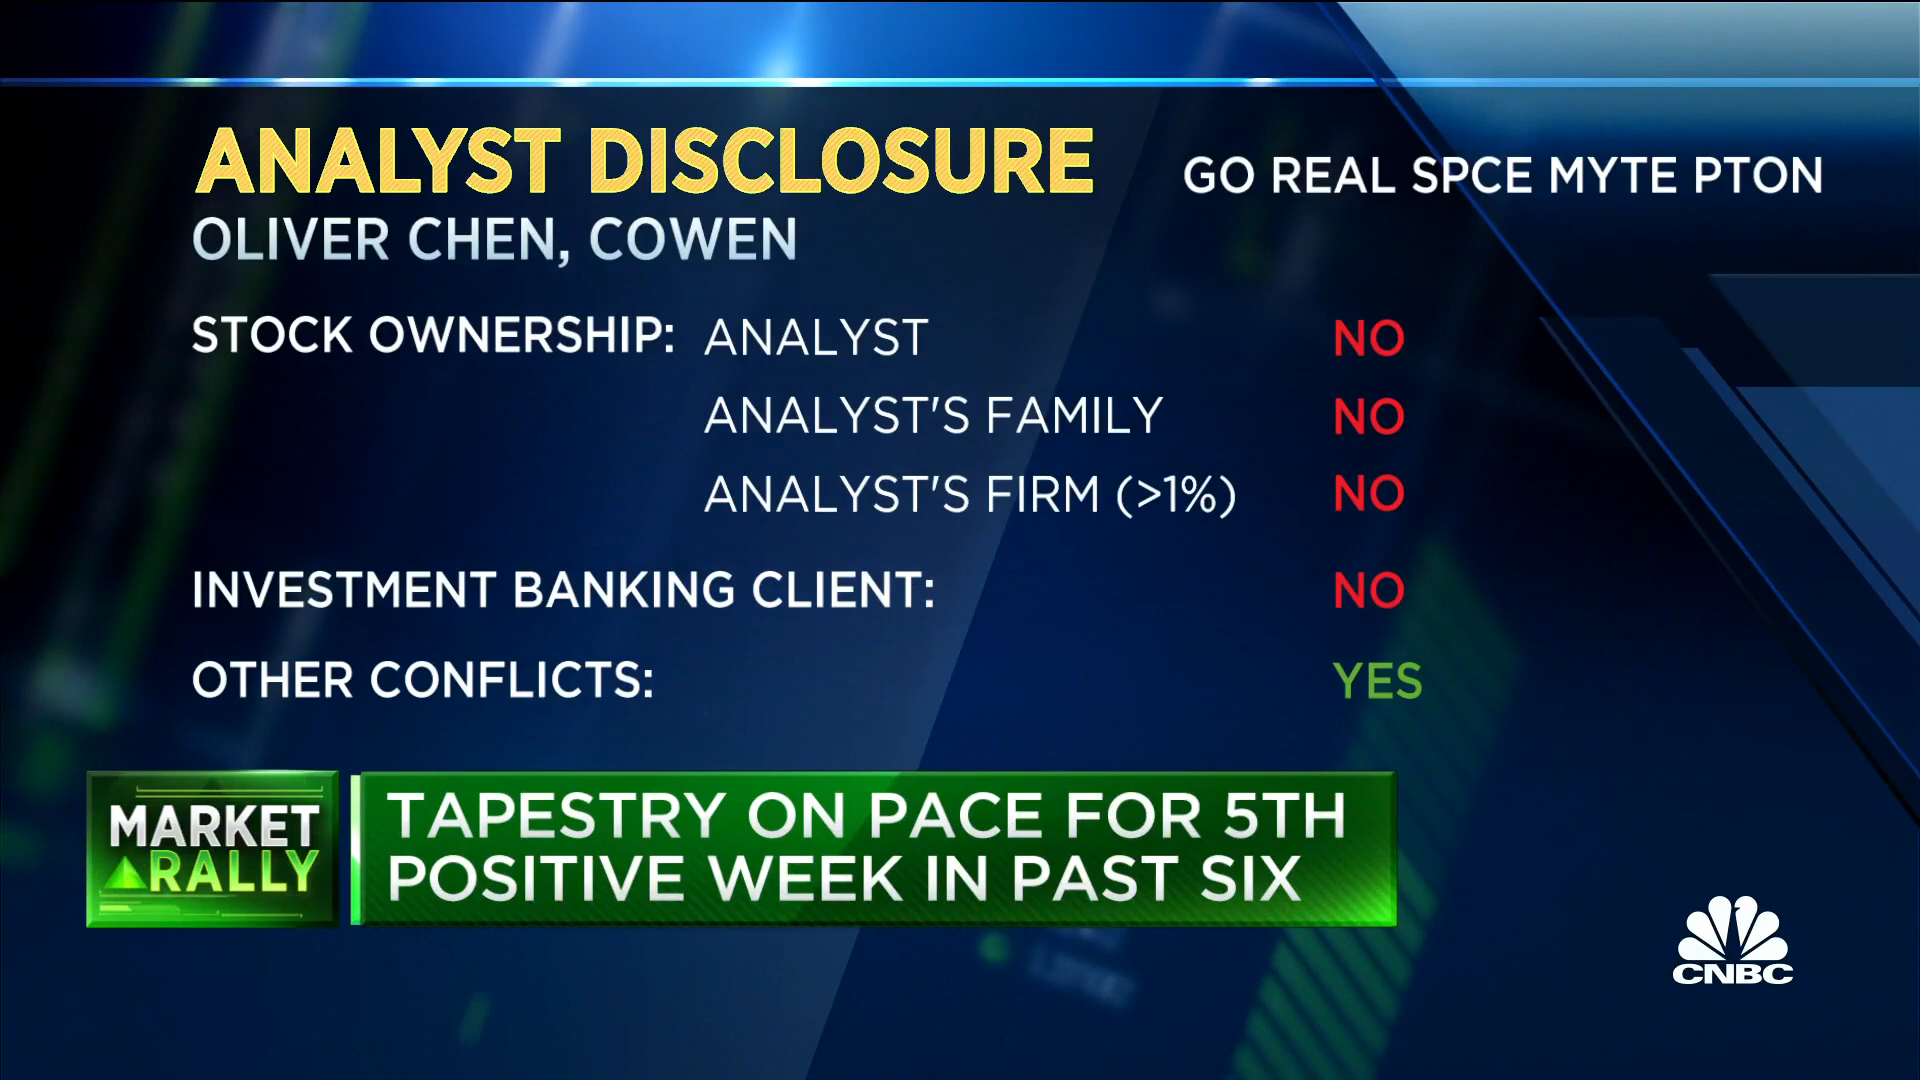 ANALYST DISCLOSURE
GO REAL SPCE MYTE PTON
OLIVER CHEN, COWEN
STOCK OWNERSHIP: ANALYST NO
ANALYST'S FAMILY NO
ANALYST'S FIRM (>1%) NO
INVESTMENT BANKING CLIENT: NO
OTHER CONFLICTS: YES
MARKET
RALLY
TAPESTRY ON PACE FOR 5TH
POSITIVE WEEK IN PAST SIX
CNBC